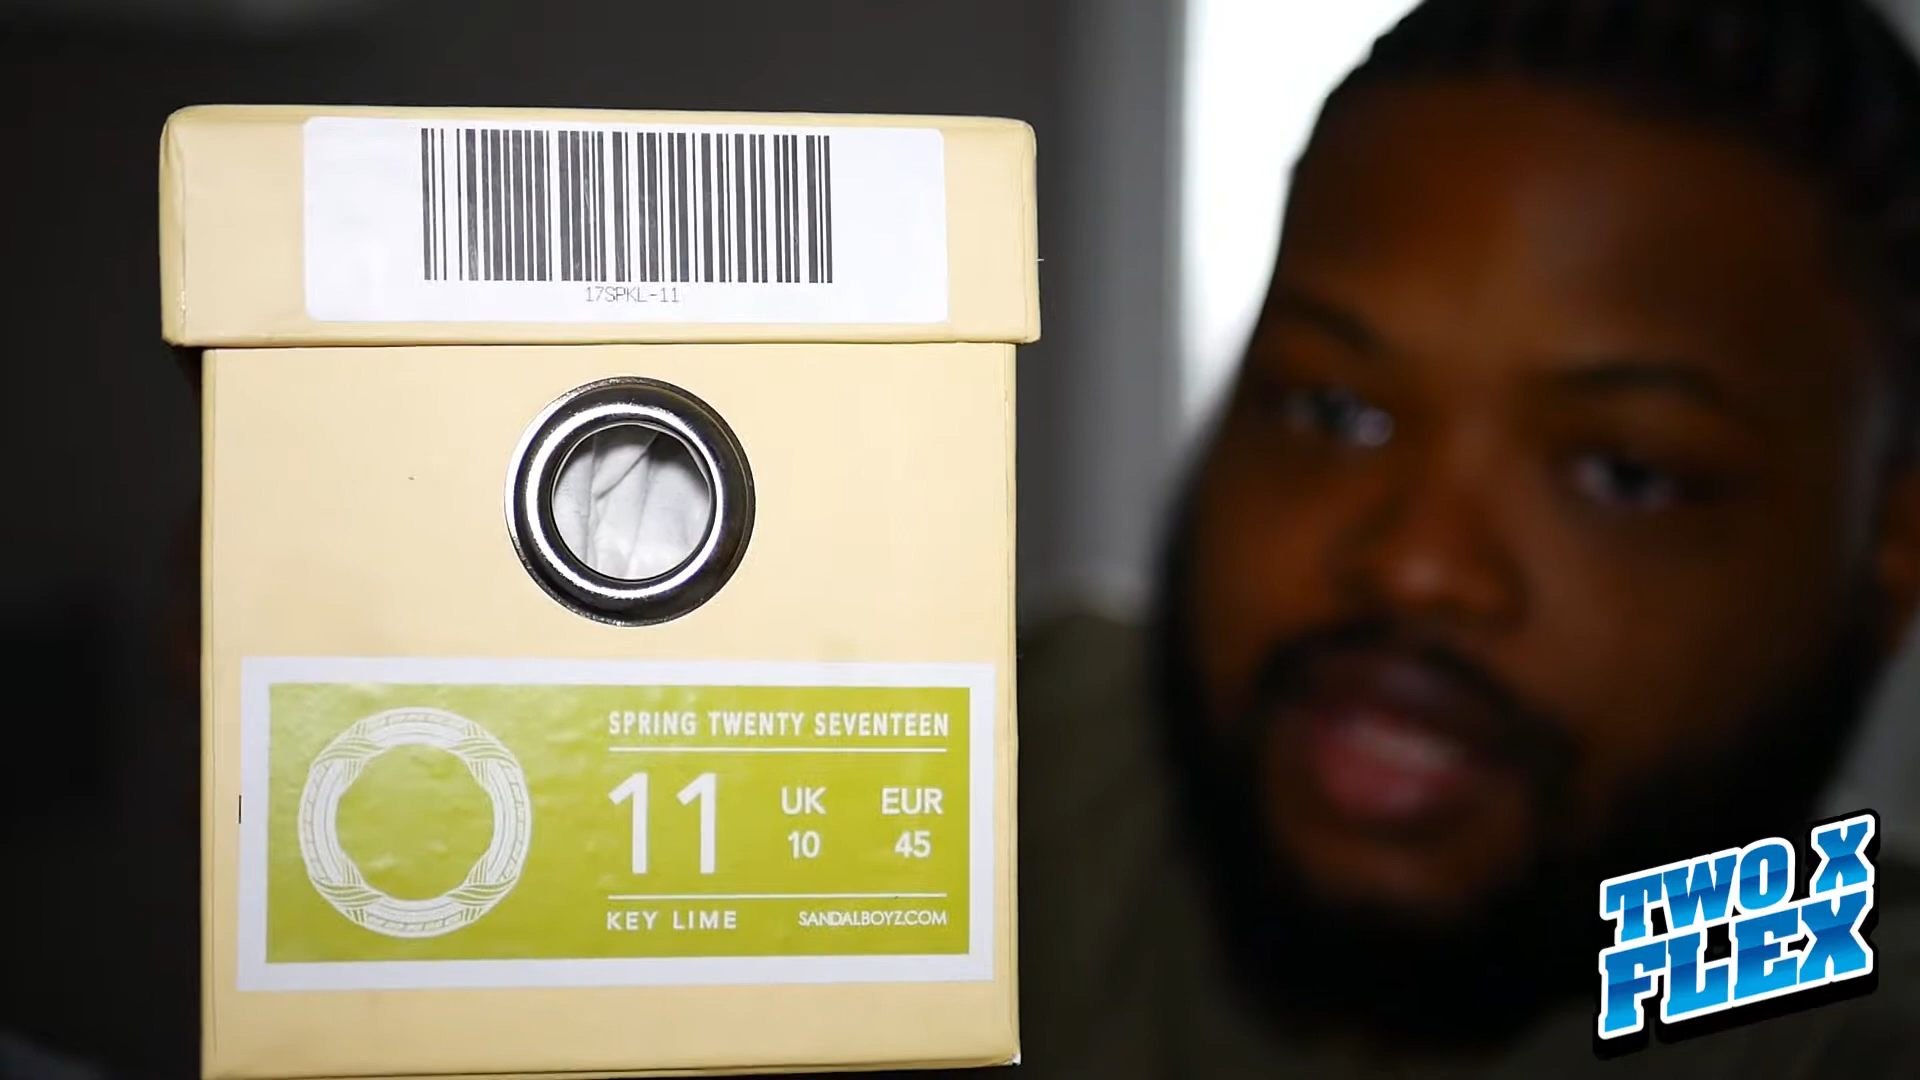 17SPKL-11
SPRING TWENTY SEVENTEEN
11
UK
10
EUR
45
KEY LIME
SANDALBOYZ.COM
TWO X
FLEX